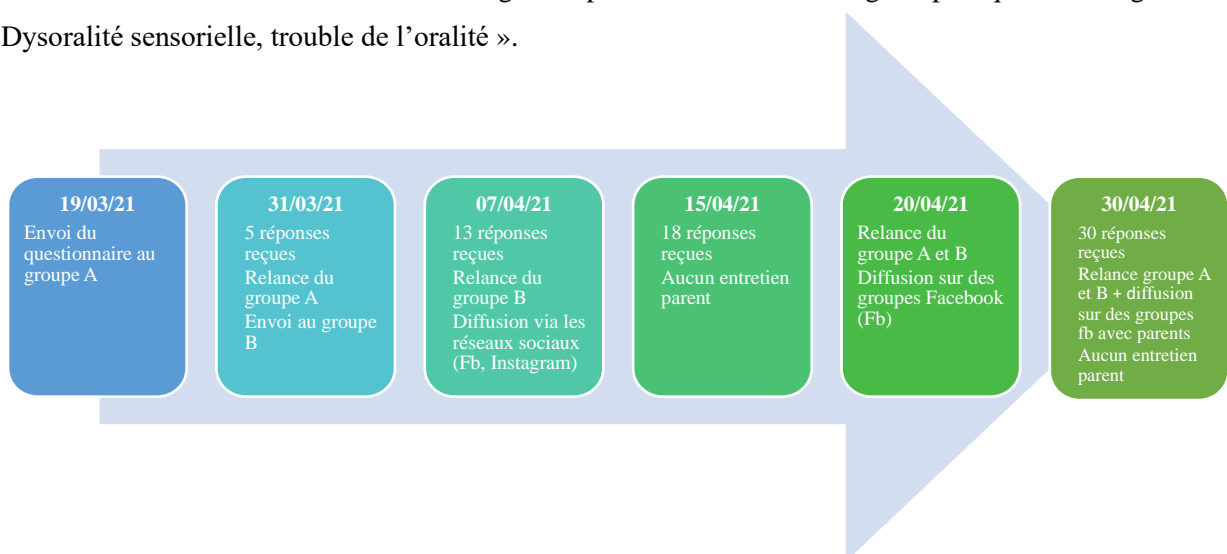 Dysoralité sensorielle, trouble de l’oralité ».
19/03/21
Envoi du
questionnaire au
groupe A
31/03/21
5 réponses
reçues
Relance du
groupe A
Envoi au groupe
B
07/04/21
13 réponses
reçues
Relance du
groupe B
Diffusion via les
réseaux sociaux
(Fb, Instagram)
15/04/21
18 réponses
reçues
Aucun entretien
parent
20/04/21
Relance du
groupe A et B
Diffusion sur des
groupes Facebook
(Fb)
30/04/21
30 réponses
reçues
Relance groupe A
et B + diffusion
sur des groupes
fb avec parents
Aucun entretien
parent